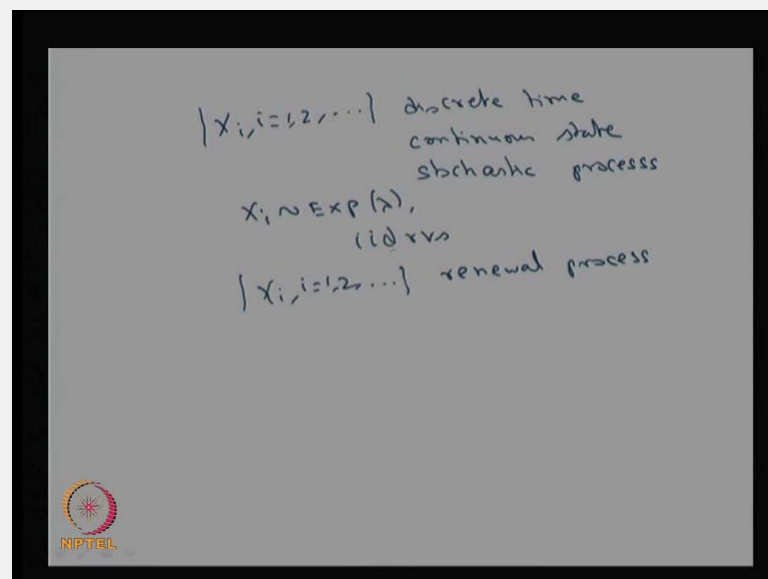 {Xi, i=1,2, ...} discrete time
continuous state
stochastic processs
Xi ~ Exp(λ),
iid rvs
{Xi, i=1,2, ...} renewal process
NPTEL